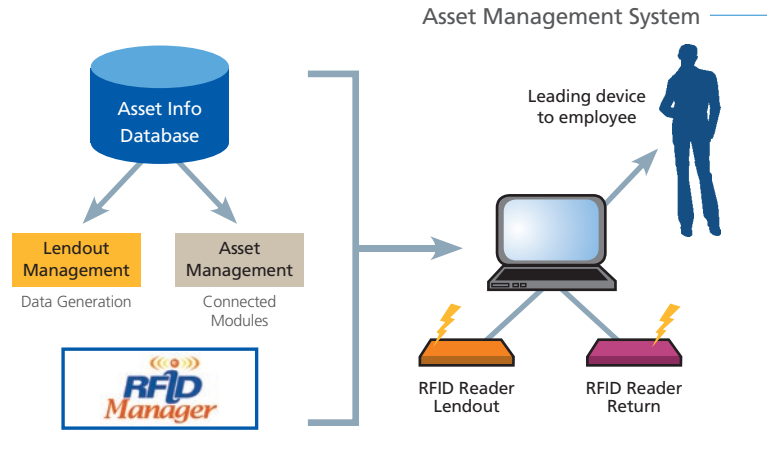 Asset Management System
Asset Info
Database
Leading device
to employee
Lendout
Management
Asset
Management
Data Generation
Connected
Modules
RFID
Manager
RFID Reader
Lendout
RFID Reader
Return